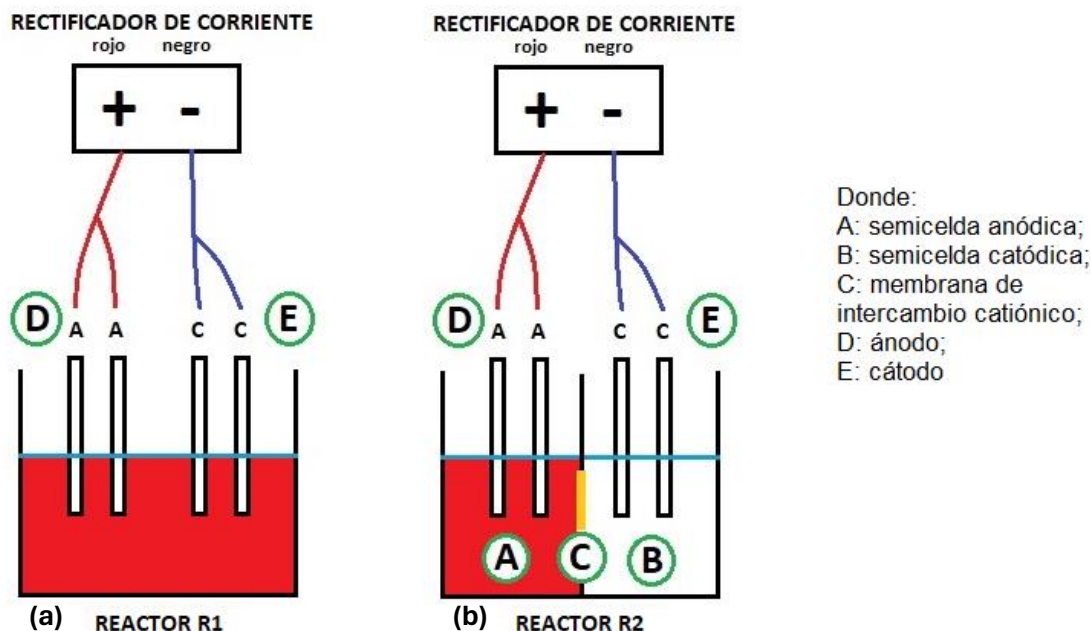 RECTIFICADOR DE CORRIENTE
rojo negro
+ -
D A A C C E
(a) REACTOR R1
RECTIFICADOR DE CORRIENTE
rojo negro
+ -
D A A C C E
A C B
(b) REACTOR R2
Donde:
A: semicelda anódica;
B: semicelda catódica;
C: membrana de
intercambio catiónico;
D: ánodo;
E: cátodo